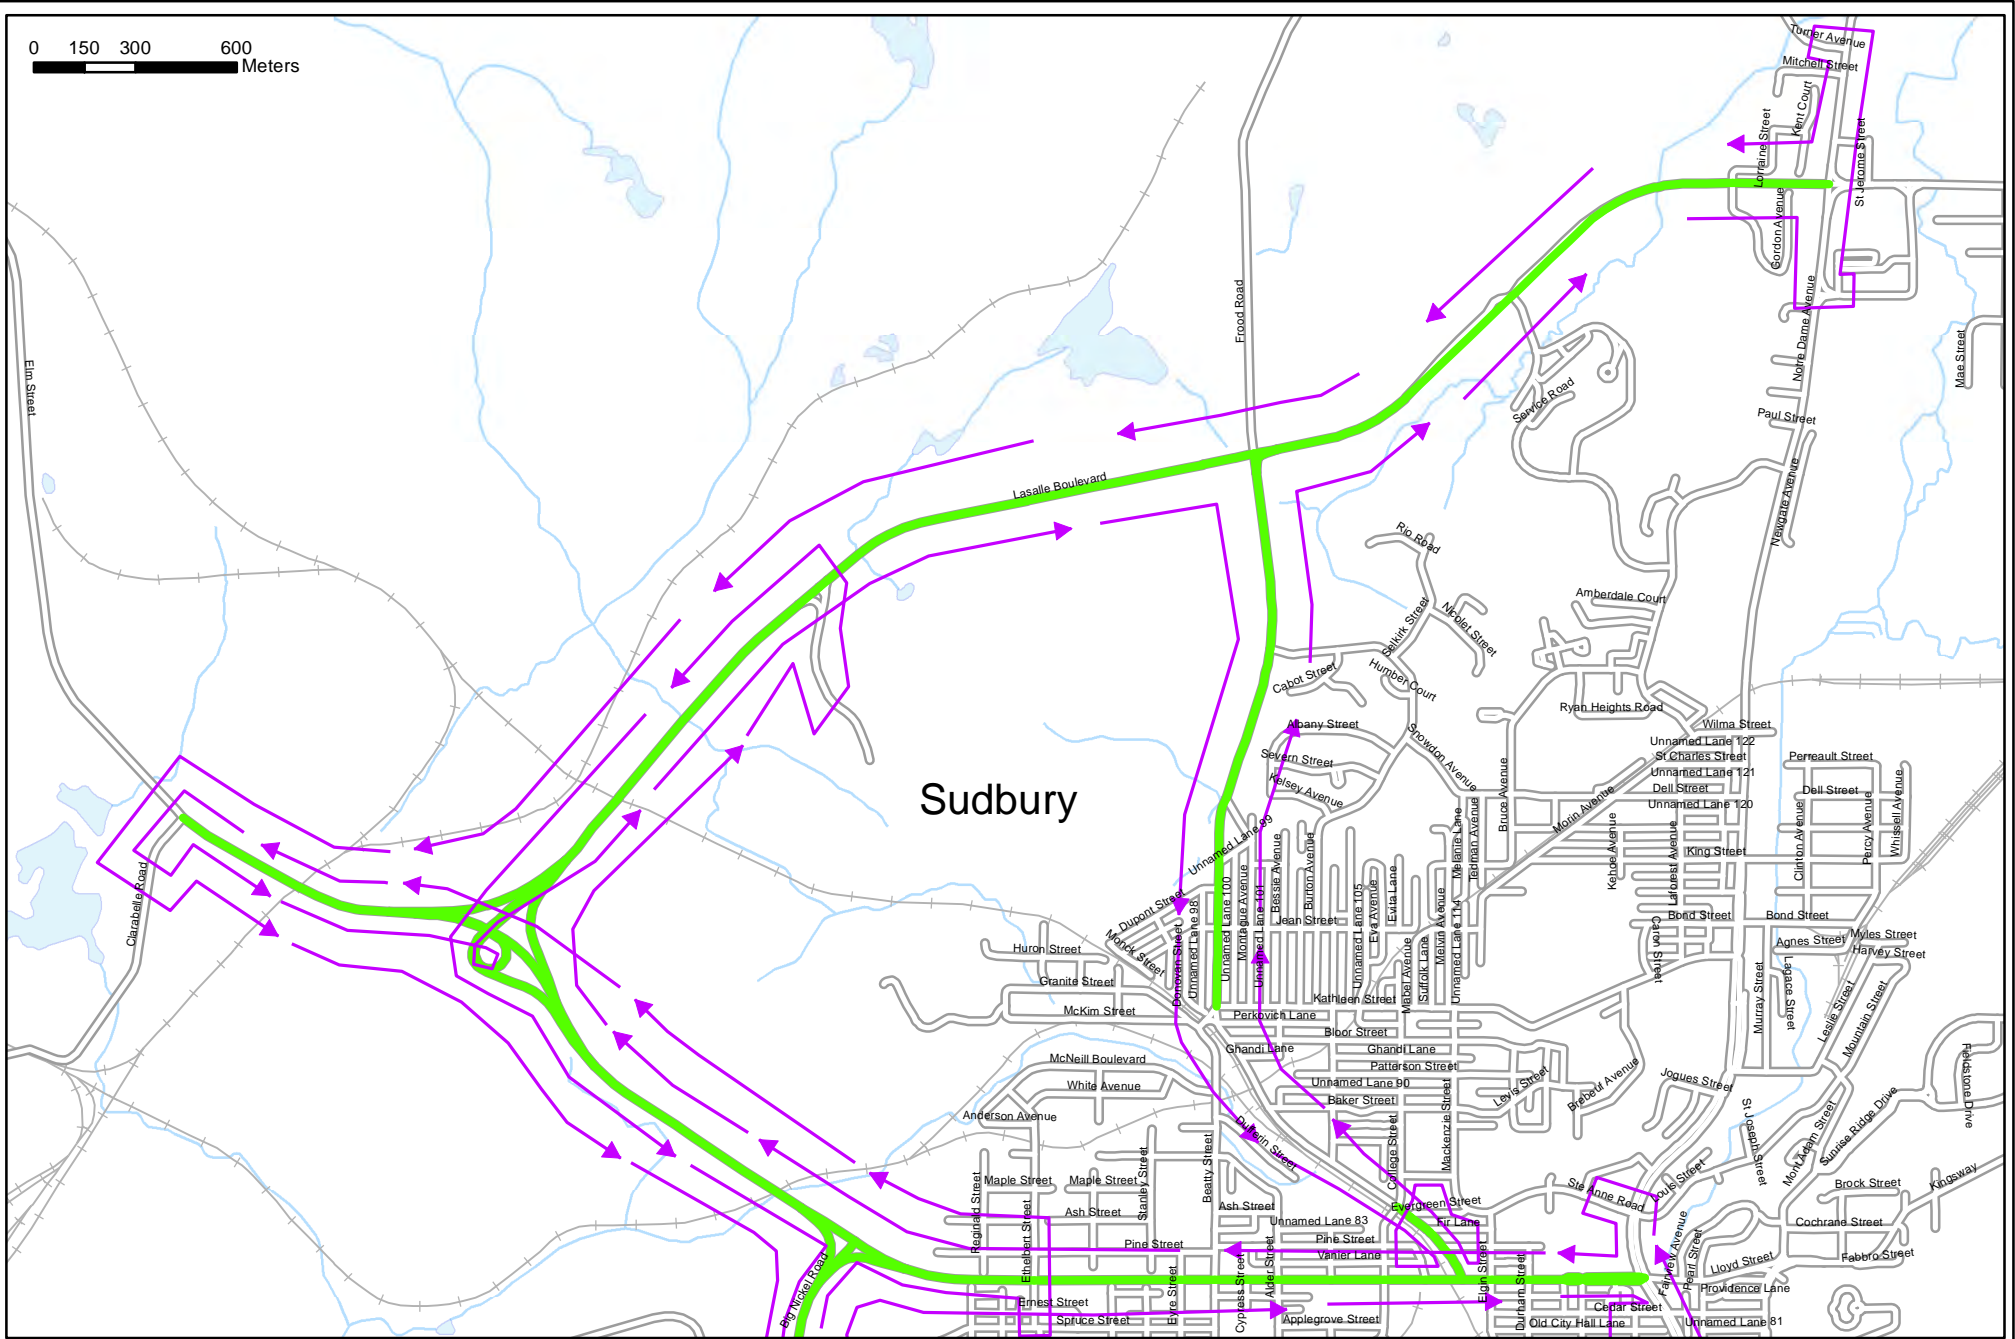 0 150 300 600
Meters
Turner Avenue
Mitchell Street
Kent Court
Lorraine Street
St Jerome Street
Gordon Avenue
Notre Dame Avenue
Mae Street
Frood Road
Elm Street
Service Road
Paul Street
Newgate Avenue
Lasalle Boulevard
Rio Road
Nicolet Street
Selkirk Street
Amberdale Court
Cabot Street
Humber Court
Ryan Heights Road
Albany Street
Snowdon Avenue
Wilma Street
Unnamed Lane 122
St Charles Street
Perreault Street
Severn Street
Unnamed Lane 121
Kelsey Avenue
Dell Street
Dell Street
Unnamed Lane 120
Sudbury
Bruce Avenue
Morin Avenue
Whissell Avenue
Percy Avenue
Clinton Avenue
Unnamed Lane 99
Melanie Lane
Tedman Avenue
Kehoe Avenue
Laforest Avenue
King Street
Clarabelle Road
Dupont Street
Unnamed Lane 98
Unnamed Lane 100
Montague Avenue
Unnamed Lane 101
Bessie Avenue
Burton Avenue
Jean Street
Unnamed Lane 105
Eva Avenue
Evita Lane
Melvin Avenue
Unnamed Lane 114
Bond Street
Bond Street
Caron Street
Agnes Street
Myles Street
Harvey Street
Huron Street
Monck Street
Donovan Street
Granite Street
Mabel Avenue
Suffolk Lane
Kathleen Street
Lagace Street
Murray Street
Leslie Street
Mountain Street
McKim Street
Perkovich Lane
Bloor Street
Ghandi Lane
Ghandi Lane
McNeill Boulevard
Patterson Street
White Avenue
Unnamed Lane 90
Levis Street
Brebeuf Avenue
Jogues Street
Fieldstone Drive
Baker Street
Anderson Avenue
Dufferin Street
Mackenzie Street
College Street
St Joseph Street
Mont Adam Street
Sunrise Ridge Drive
Reginald Street
Maple Street
Maple Street
Stanley Street
Beatty Street
Ste Anne Road
Louis Street
Kingsway
Brock Street
Ash Street
Ash Street
Evergreen Street
Unnamed Lane 83
Fir Lane
Cochrane Street
Ethelbert Street
Pine Street
Pine Street
Vanier Lane
Fairview Avenue
Pearl Street
Lloyd Street
Fabbro Street
Big Nickel Road
Eyre Street
Cypress Street
Alder Street
Elgin Street
Durham Street
Providence Lane
Ernest Street
Cedar Street
Spruce Street
Applegrove Street
Old City Hall Lane
Unnamed Lane 81